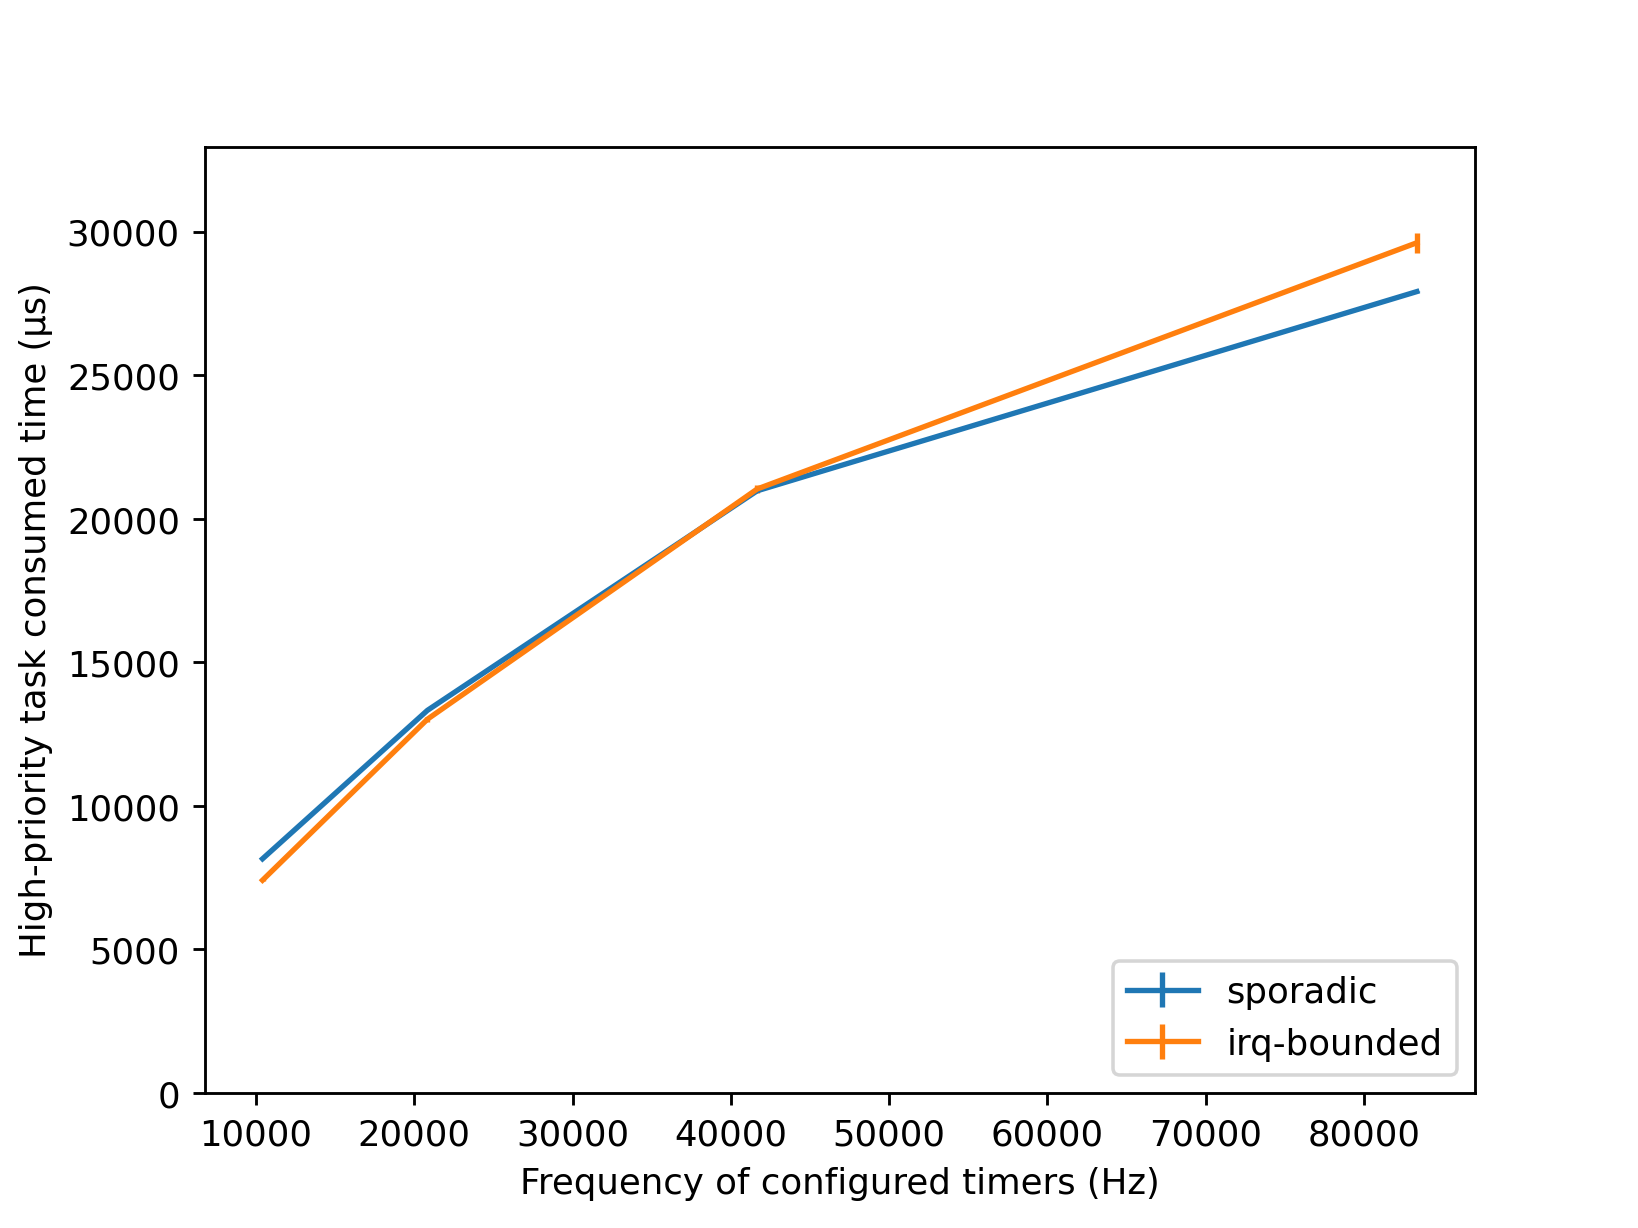 High-priority task consumed time (µs)
30000
25000
20000
15000
10000
5000
0
10000 20000 30000 40000 50000 60000 70000 80000
Frequency of configured timers (Hz)
sporadic
irq-bounded